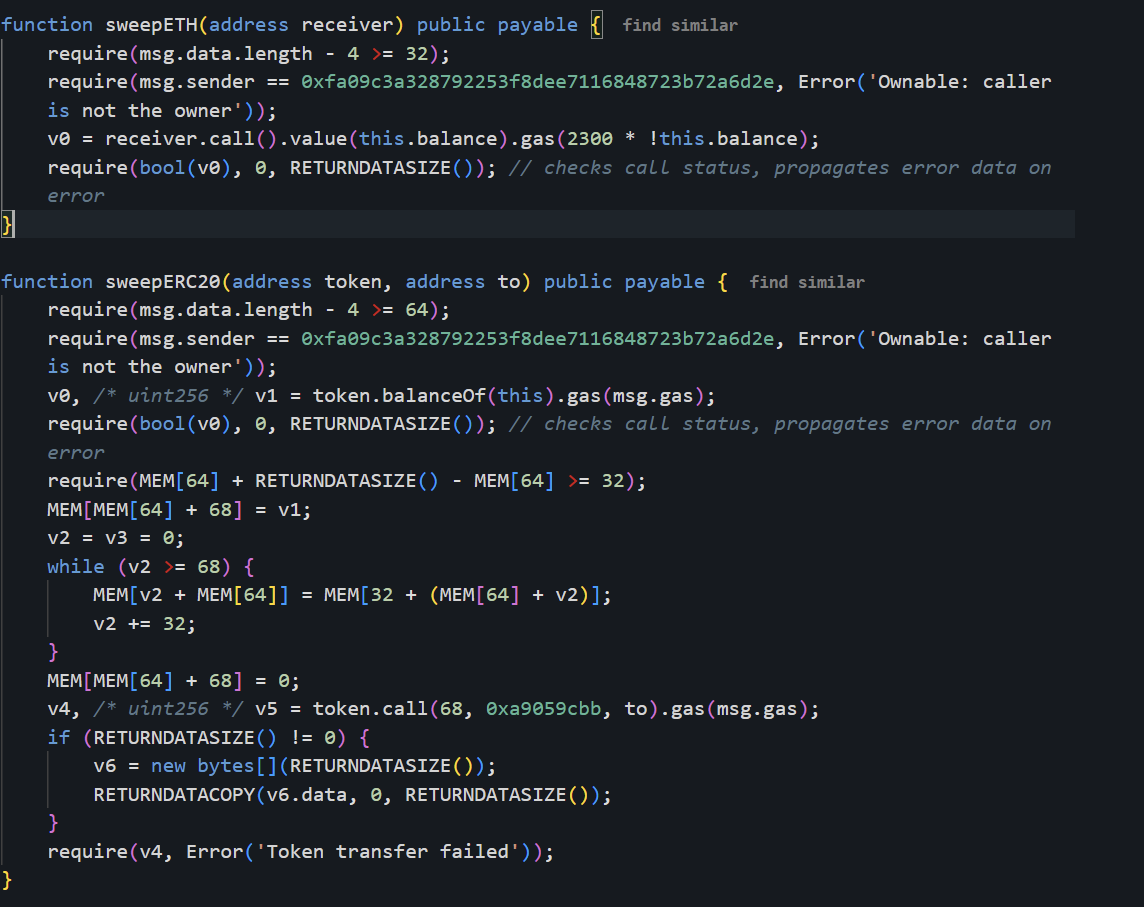 function sweepETH(address receiver) public payable { find similar
require(msg.data.length - 4 >= 32);
require(msg.sender == 0xfa09c3a328792253f8dee7116848723b72a6d2e, Error('Ownable: caller
is not the owner'));
v0 = receiver.call().value(this.balance).gas(2300 * !this.balance);
require(bool(v0), 0, RETURNDATASIZE()); // checks call status, propagates error data on
error
}
function sweepERC20(address token, address to) public payable { find similar
require(msg.data.length - 4 >= 64);
require(msg.sender == 0xfa09c3a328792253f8dee7116848723b72a6d2e, Error('Ownable: caller
is not the owner'));
v0, /* uint256 */ v1 = token.balanceOf(this).gas(msg.gas);
require(bool(v0), 0, RETURNDATASIZE()); // checks call status, propagates error data on
error
require(MEM[64] + RETURNDATASIZE() - MEM[64] >= 32);
MEM[MEM[64] + 68] = v1;
v2 = v3 = 0;
while (v2 >= 68) {
MEM[v2 + MEM[64]] = MEM[32 + (MEM[64] + v2)];
v2 += 32;
}
MEM[MEM[64] + 68] = 0;
v4, /* uint256 */ v5 = token.call(68, 0xa9059cbb, to).gas(msg.gas);
if (RETURNDATASIZE() != 0) {
v6 = new bytes[](RETURNDATASIZE());
RETURNDATACOPY(v6.data, 0, RETURNDATASIZE());
}
require(v4, Error('Token transfer failed'));
}